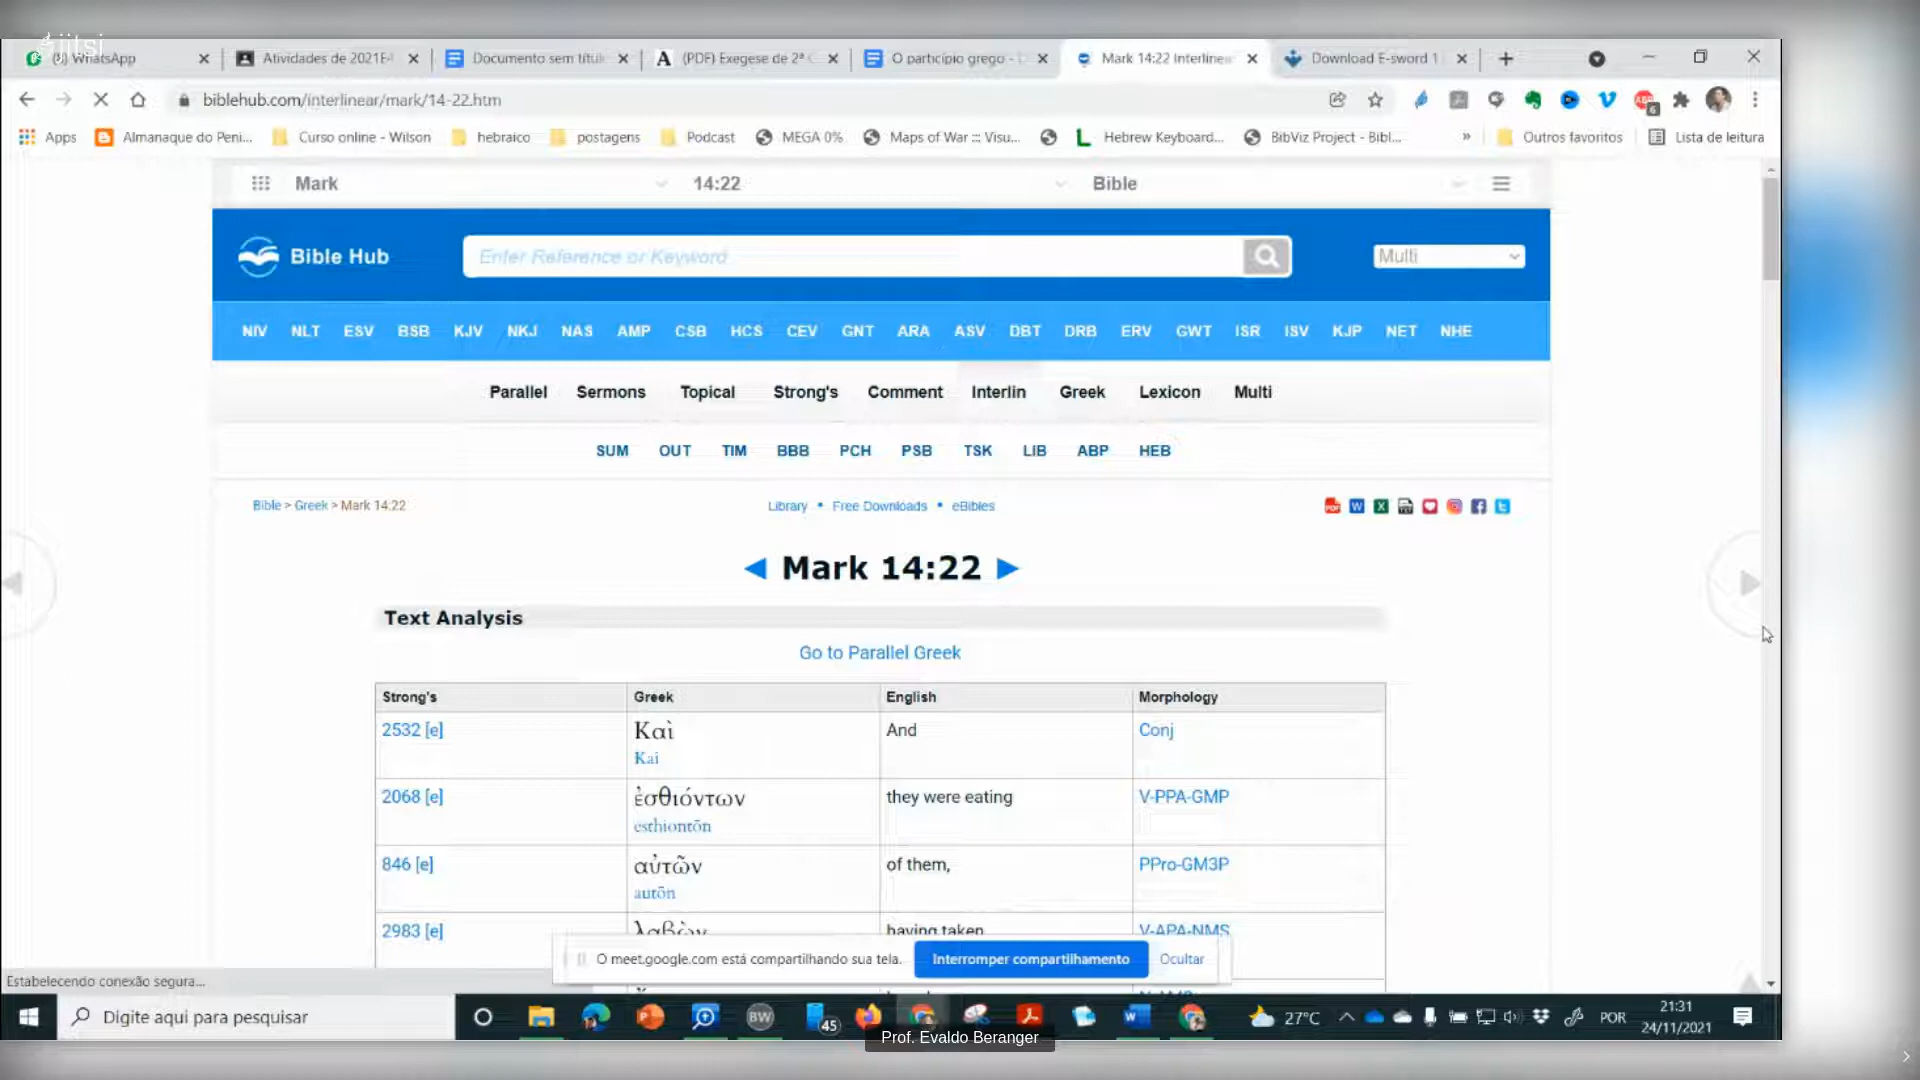 jitsi
WhatsApp
Atividades de 2021E
Documento sem títul
(PDF) Exegese de 2ª
O particípio grego -
Mark 14:22 Interlinea
Download E-sword 1
biblehub.com/interlinear/mark/14-22.htm
6
Apps
Almanaque do Peni...
Curso online - Wilson
hebraico
postagens
Podcast
MEGA 0%
Maps of War ::: Visu...
Hebrew Keyboard...
BibViz Project - Bibl...
»
Outros favoritos
Lista de leitura
Mark
14:22
Bible
Bible Hub
Enter Reference or Keyword
Multi
NIV NLT ESV BSB KJV NKJ NAS AMP CSB HCS CEV GNT ARA ASV DBT DRB ERV GWT ISR ISV KJP NET NHE
Parallel Sermons Topical Strong's Comment Interlin Greek Lexicon Multi
SUM OUT TIM BBB PCH PSB TSK LIB ABP HEB
Bible > Greek > Mark 14:22
Library • Free Downloads • eBibles
◄ Mark 14:22 ►
Text Analysis
Go to Parallel Greek
Strong's Greek English Morphology
2532 [e] Καὶ And Conj
Kai
2068 [e] ἐσθιόντων they were eating V-PPA-GMP
esthiontōn
846 [e] αὐτῶν of them, PPro-GM3P
autōn
2983 [e] λαβὼν having taken V-APA-NMS
O meet.google.com está compartilhando sua tela.
Interromper compartilhamento
Ocultar
Estabelecendo conexão segura...
Digite aqui para pesquisar
BW
45
27°C
POR
21:31
24/11/2021
Prof. Evaldo Beranger